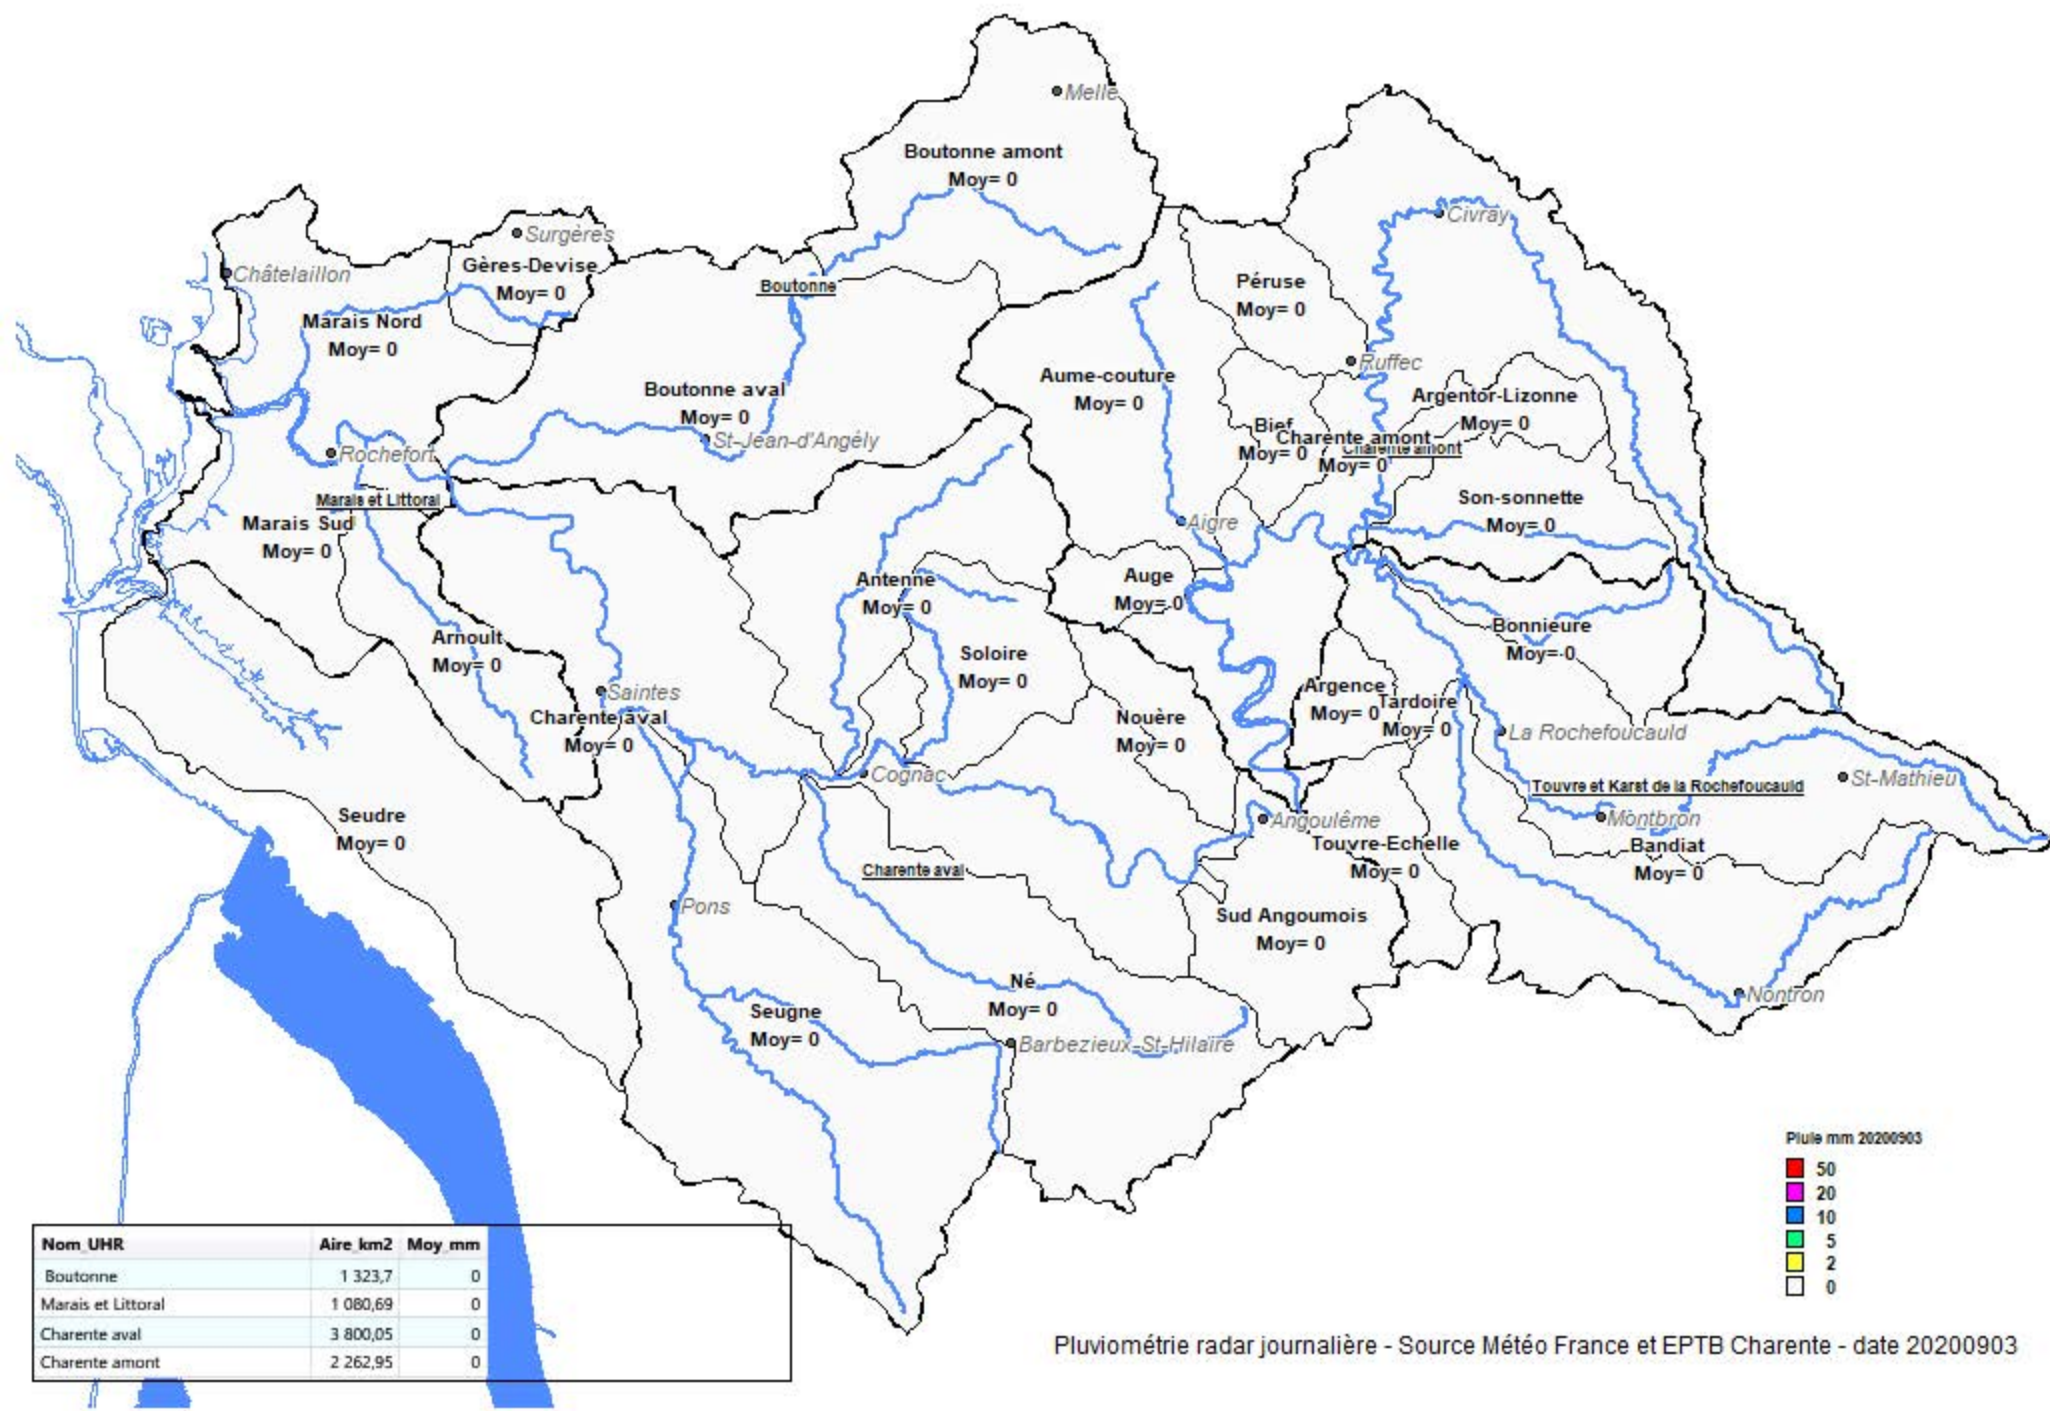 Melle
Boutonne amont
Moy= 0
Civray
Surgères
Châtelaillon
Gères-Devise
Moy= 0
Boutonne
Péruse
Moy= 0
Marais Nord
Moy= 0
Ruffec
Aume-couture
Moy= 0
Boutonne aval
Moy= 0
Argentor-Lizonne
Moy= 0
St-Jean-d'Angély
Bief
Moy= 0
Charente amont
Moy= 0
Charente amont
Rochefort
Marais et Littoral
Son-sonnette
Moy= 0
Marais Sud
Moy= 0
Aigre
Antenne
Moy= 0
Auge
Moy= 0
Bonnieure
Moy= 0
Arnoult
Moy= 0
Soloire
Moy= 0
Saintes
Argence
Moy= 0
Tardoire
Moy= 0
Charente aval
Moy= 0
Nouère
Moy= 0
La Rochefoucauld
Cognac
St-Mathieu
Touvre et Karst de la Rochefoucauld
Seudre
Moy= 0
Angoulême
Montbron
Touvre-Echelle
Moy= 0
Bandiat
Moy= 0
Charente aval
Pons
Sud Angoumois
Moy= 0
Né
Moy= 0
Nontron
Seugne
Moy= 0
Barbezieux-St-Hilaire
Pluie mm 20200903
50
20
10
5
2
0
Nom_UHR Aire_km2 Moy_mm
Boutonne 1 323,7 0
Marais et Littoral 1 080,69 0
Charente aval 3 800,05 0
Charente amont 2 262,95 0
Pluviométrie radar journalière - Source Météo France et EPTB Charente - date 20200903